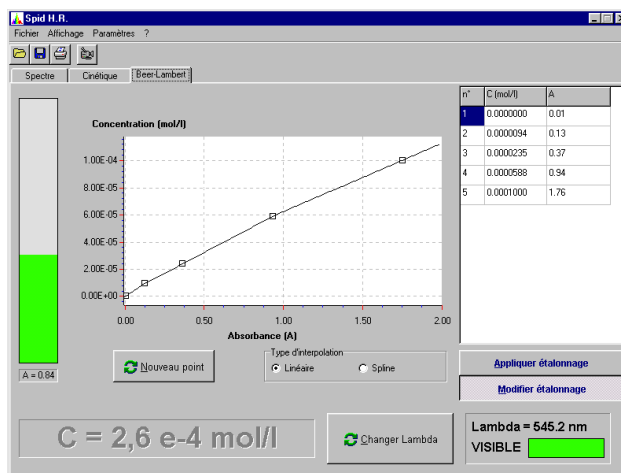 Spid H.R.
Fichier Affichage Paramètres ?
Spectre Cinétique Beer-Lambert
n° C (mol/l) A
1 0.0000000 0.01
2 0.0000094 0.13
3 0.0000235 0.37
4 0.0000588 0.94
5 0.0001000 1.76
Concentration (mol/l)
1.00E-04
8.00E-05
6.00E-05
4.00E-05
2.00E-05
0.00E+00
0.00 0.50 1.00 1.50 2.00
Absorbance (A)
A = 0.84
Nouveau point
Type d'interpolation
Linéaire Spline
Appliquer étalonnage
Modifier étalonnage
C = 2,6 e-4 mol/l
Changer Lambda
Lambda = 545.2 nm
VISIBLE